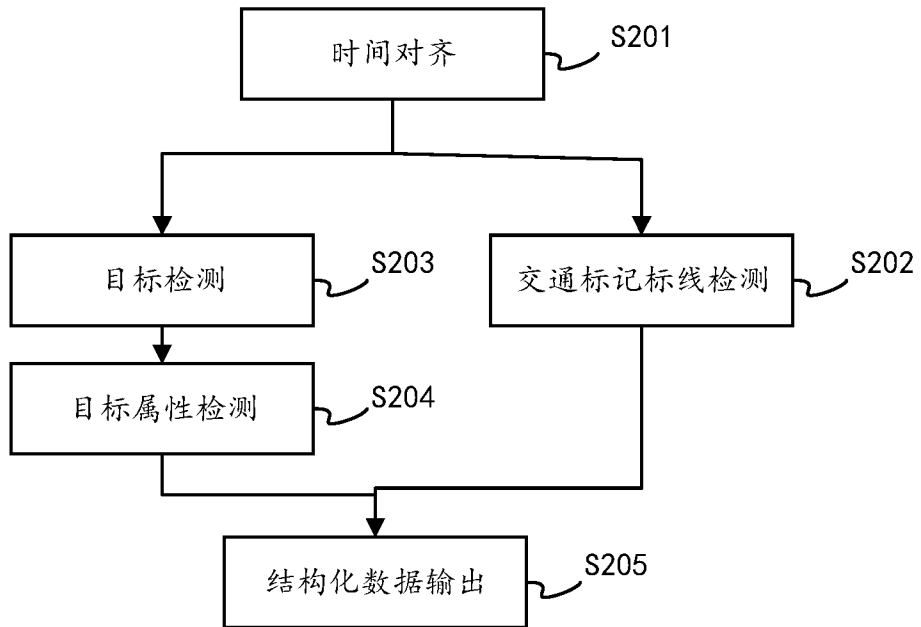 时间对齐
S201
目标检测
S203
交通标记标线检测
S202
目标属性检测
S204
结构化数据输出
S205